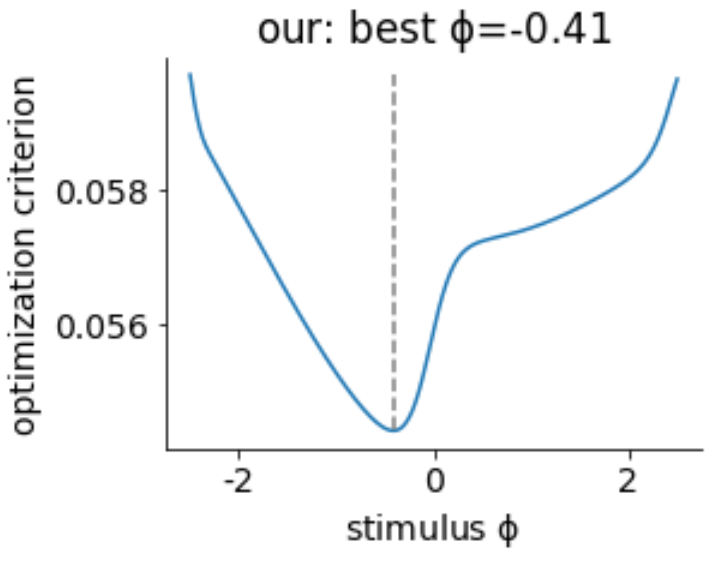 our: best ϕ=-0.41
optimization criterion
0.058
0.056
-2
0
2
stimulus ϕ